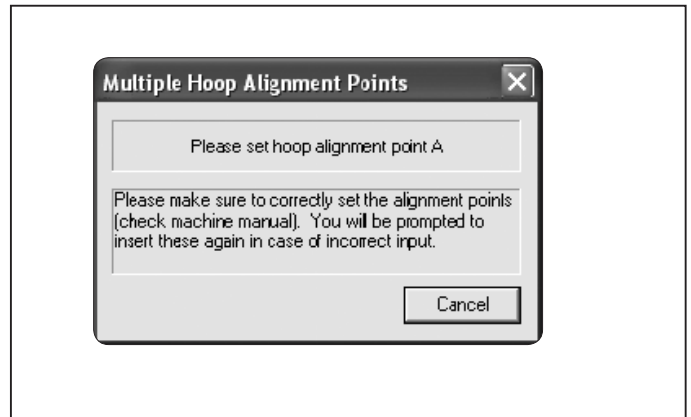 Multiple Hoop Alignment Points
Please set hoop alignment point A
Please make sure to correctly set the alignment points
(check machine manual). You will be prompted to
insert these again in case of incorrect input.
Cancel